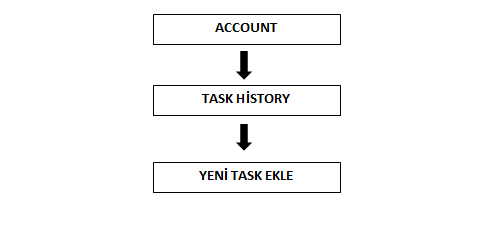 ACCOUNT
TASK HİSTORY
YENİ TASK EKLE